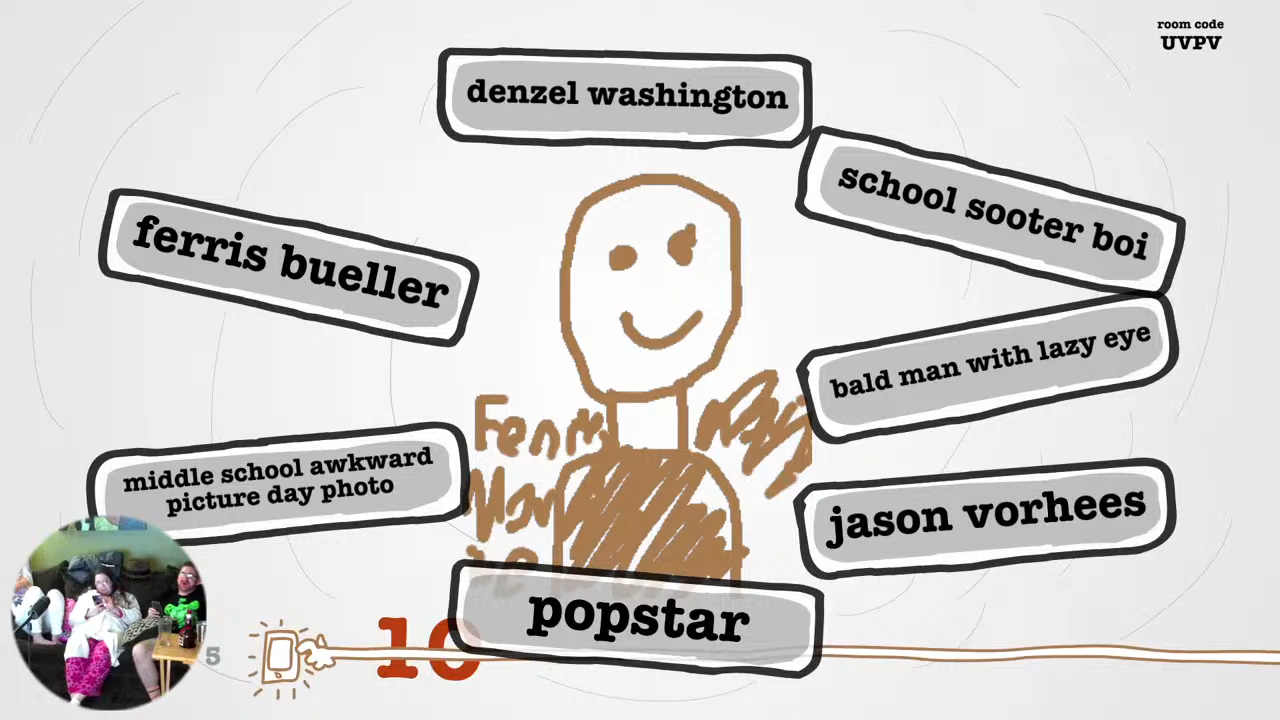 room code
UVPV
denzel washington
school sooter boi
ferris bueller
bald man with lazy eye
middle school awkward
picture day photo
jason vorhees
popstar
10
5